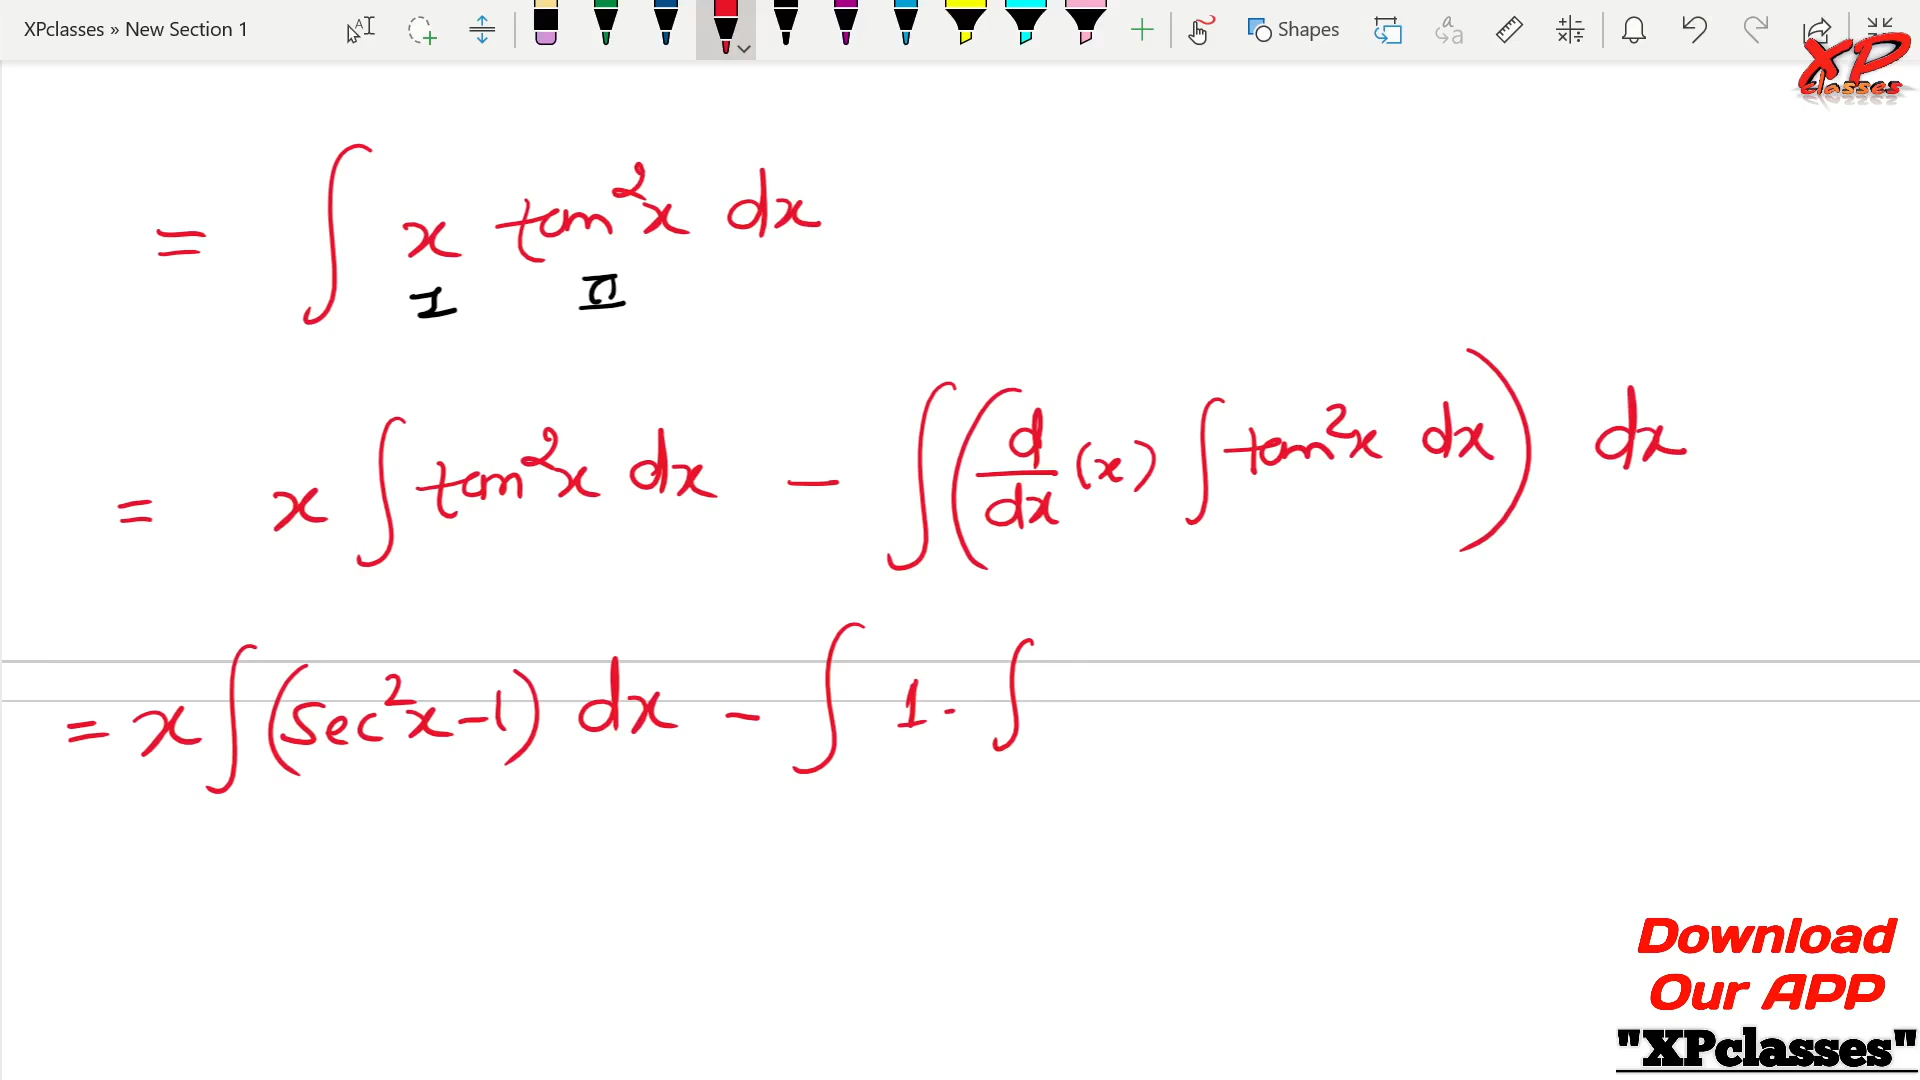 XPclasses » New Section 1
Shapes
XP
classes
= ∫ x tan²x dx
I II
= x ∫ tan²x dx - ∫ ( d/dx (x) ∫ tan²x dx ) dx
= x ∫ (sec²x-1) dx - ∫ 1 . ∫
Download
Our APP
"XPclasses"